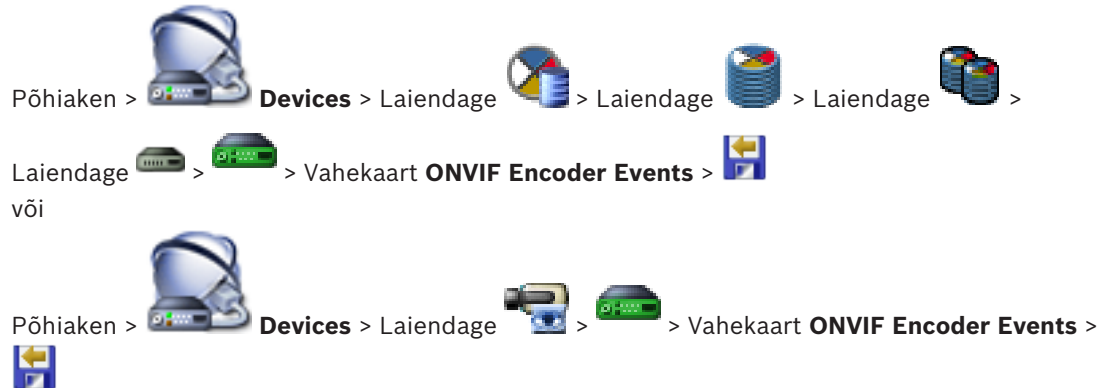 Põhiaken > Devices > Laiendage > Laiendage > Laiendage >
Laiendage > > Vahekaart ONVIF Encoder Events >
või
Põhiaken > Devices > Laiendage > > Vahekaart ONVIF Encoder Events >